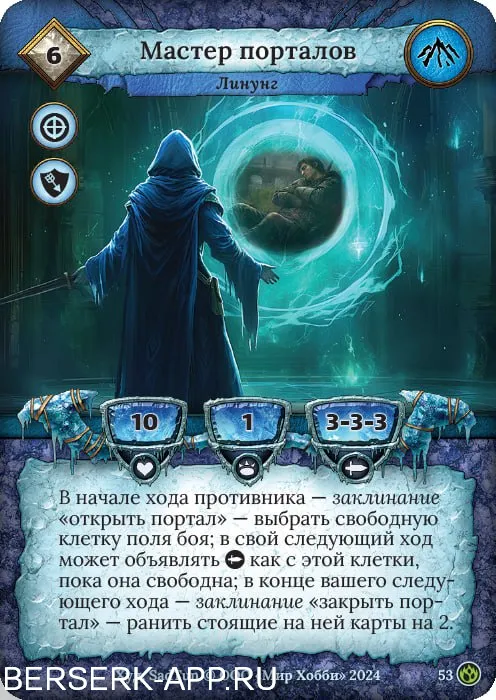 6
Мастер порталов
Линунг
10
1
3-3-3
В начале хода противника — заклинание
«открыть портал» — выбрать свободную
клетку поля боя; в свой следующий ход
может объявлять как с этой клетки,
пока она свободна; в конце вашего следу-
ющего хода — заклинание «закрыть пор-
тал» — ранить стоящие на ней карты на 2.
«Мир Хобби» 2024
53
BERSERK-APP.RU